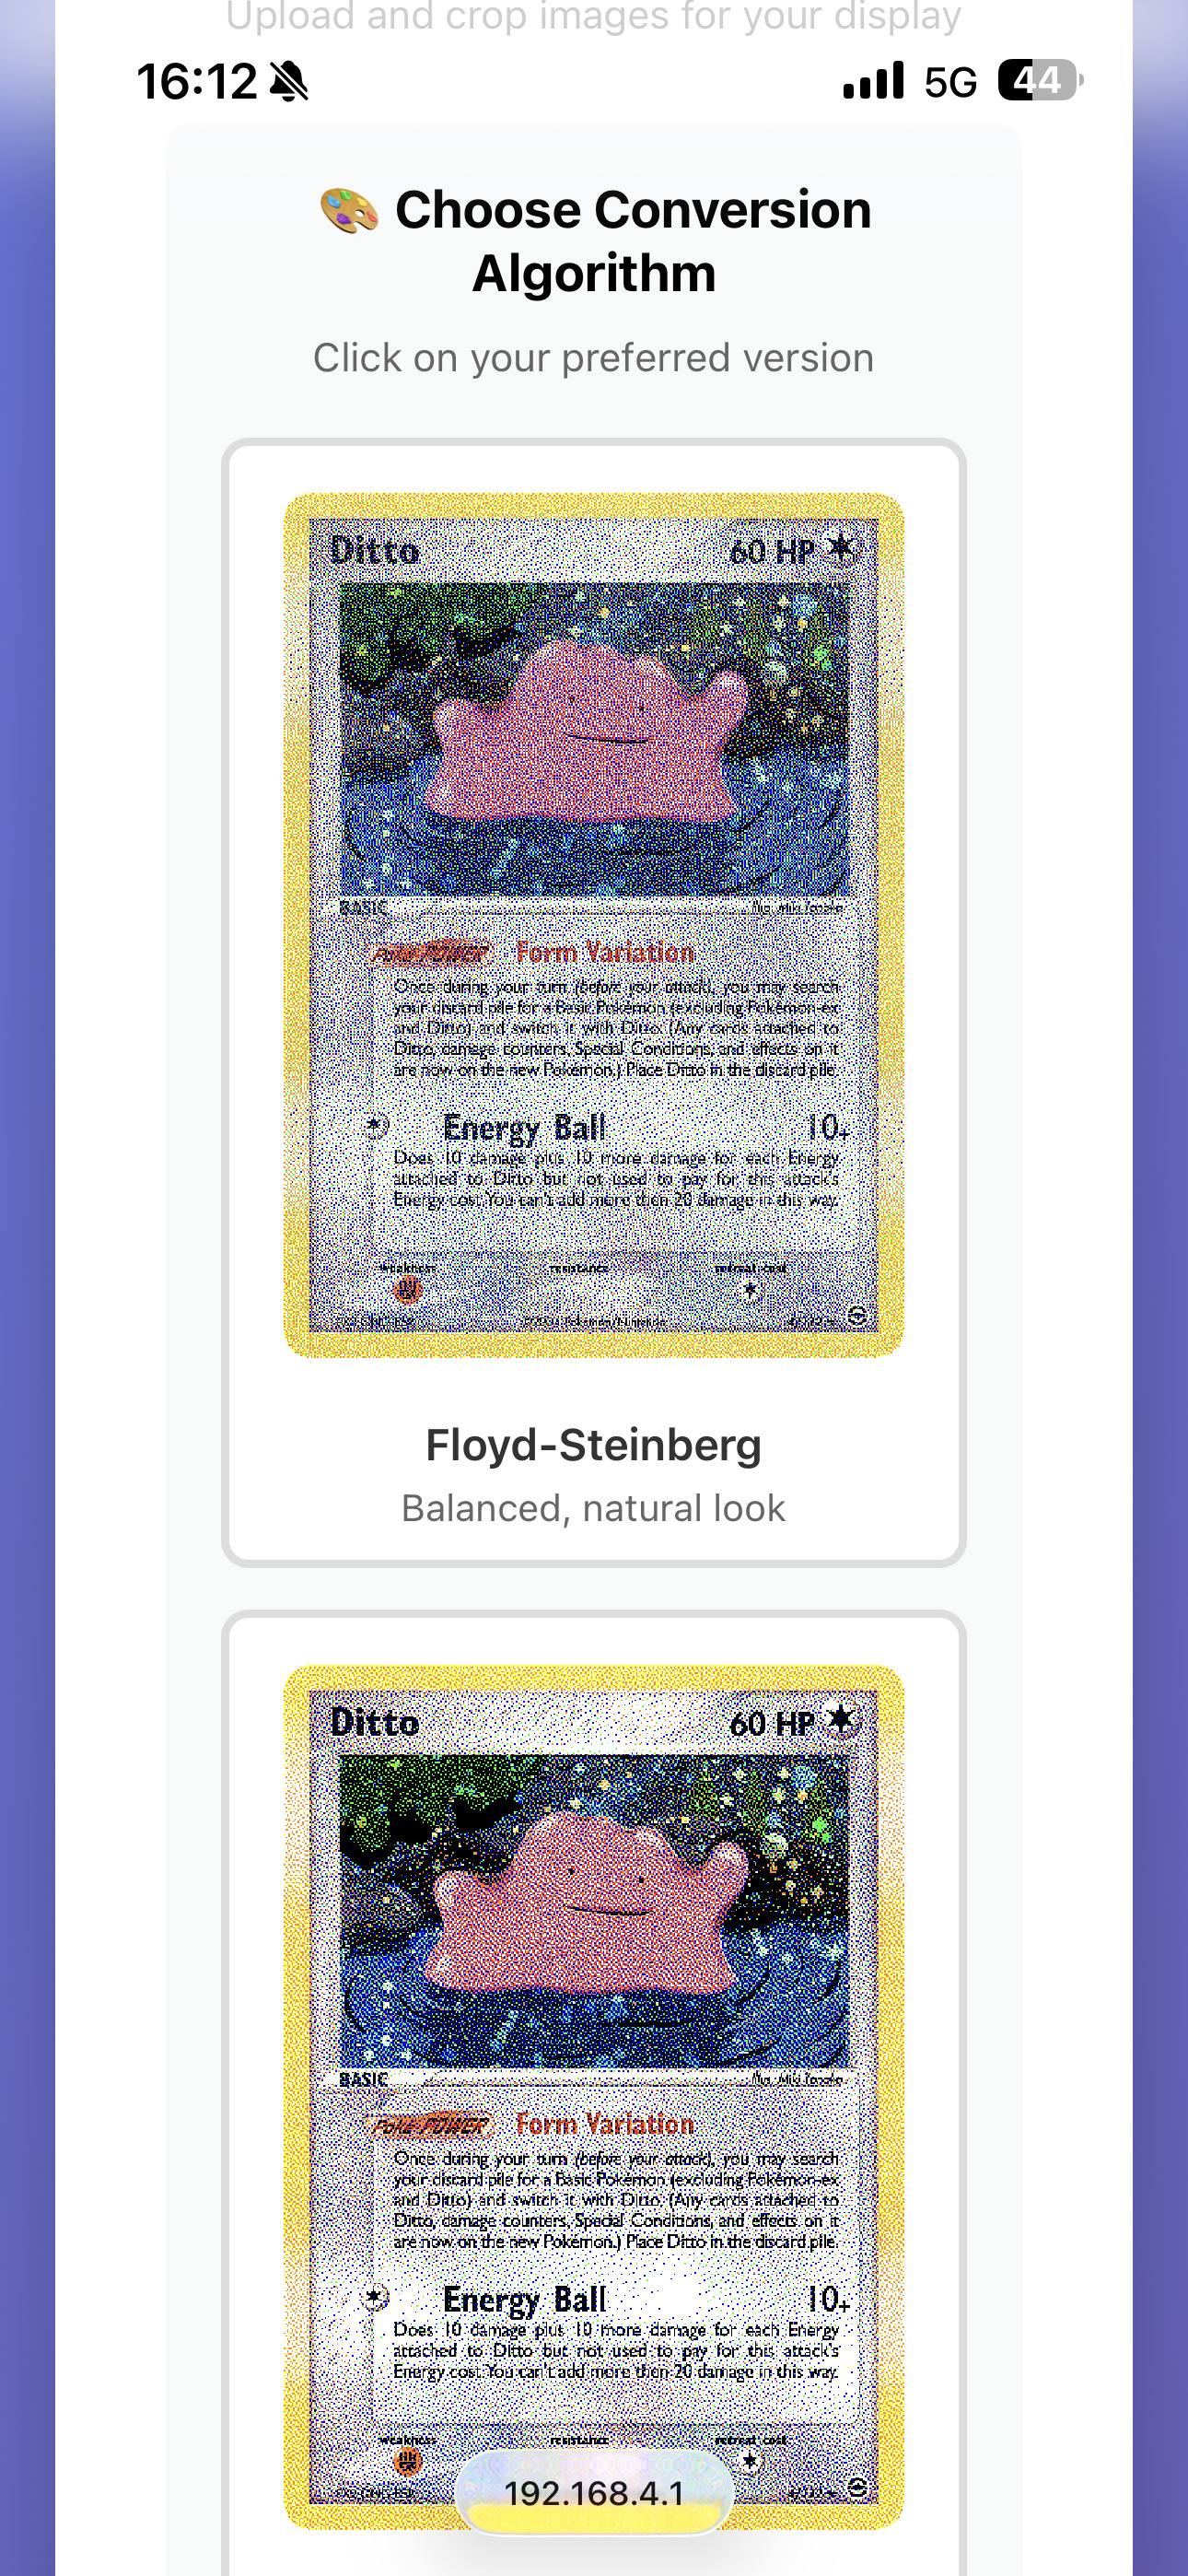 Upload and crop images for your display
16:12
5G 44
🎨 Choose Conversion
Algorithm
Click on your preferred version
Ditto
60 HP
BASIC
Poké-POWER Form Variation
Once during your turn (before your attack), you may search
your discard pile for a Basic Pokémon (excluding Pokémon-ex
and Ditto) and switch it with Ditto. (Any cards attached to
Ditto, damage counters, Special Conditions, and effects on it
are now on the new Pokémon.) Place Ditto in the discard pile.
Energy Ball 10+
Does 10 damage plus 10 more damage for each Energy
attached to Ditto but not used to pay for this attack's
Energy cost. You can't add more then 20 damage in this way.
weakness resistance retreat cost
Floyd-Steinberg
Balanced, natural look
Ditto
60 HP
BASIC
Poké-POWER Form Variation
Once during your turn (before your attack), you may search
your discard pile for a Basic Pokémon (excluding Pokémon-ex
and Ditto) and switch it with Ditto. (Any cards attached to
Ditto, damage counters, Special Conditions, and effects on it
are now on the new Pokémon.) Place Ditto in the discard pile.
Energy Ball 10+
Does 10 damage plus 10 more damage for each Energy
attached to Ditto but not used to pay for this attack's
Energy cost. You can't add more then 20 damage in this way.
weakness resistance retreat cost
192.168.4.1